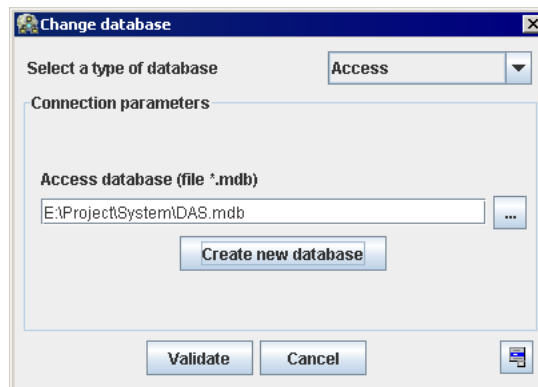 Change database
Select a type of database
Access
Connection parameters
Access database (file *.mdb)
E:\Project\System\DAS.mdb
...
Create new database
Validate
Cancel